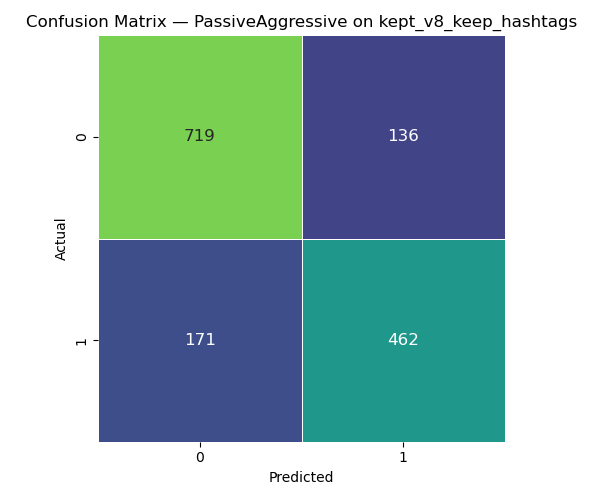 Confusion Matrix — PassiveAggressive on kept_v8_keep_hashtags
Actual
0
719
136
1
171
462
0
1
Predicted